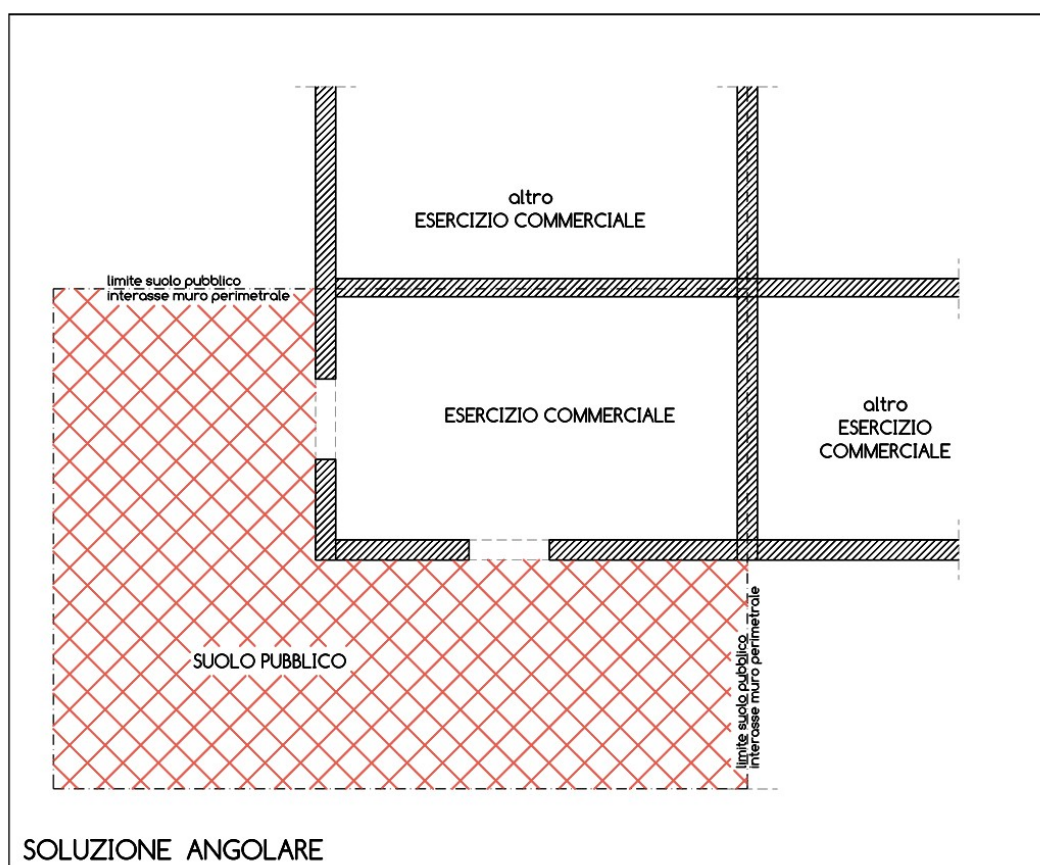 altro
ESERCIZIO COMMERCIALE
limite suolo pubblico
interasse muro perimetrale
ESERCIZIO COMMERCIALE
altro
ESERCIZIO
COMMERCIALE
SUOLO PUBBLICO
limite suolo pubblico
interasse muro perimetrale
SOLUZIONE ANGOLARE